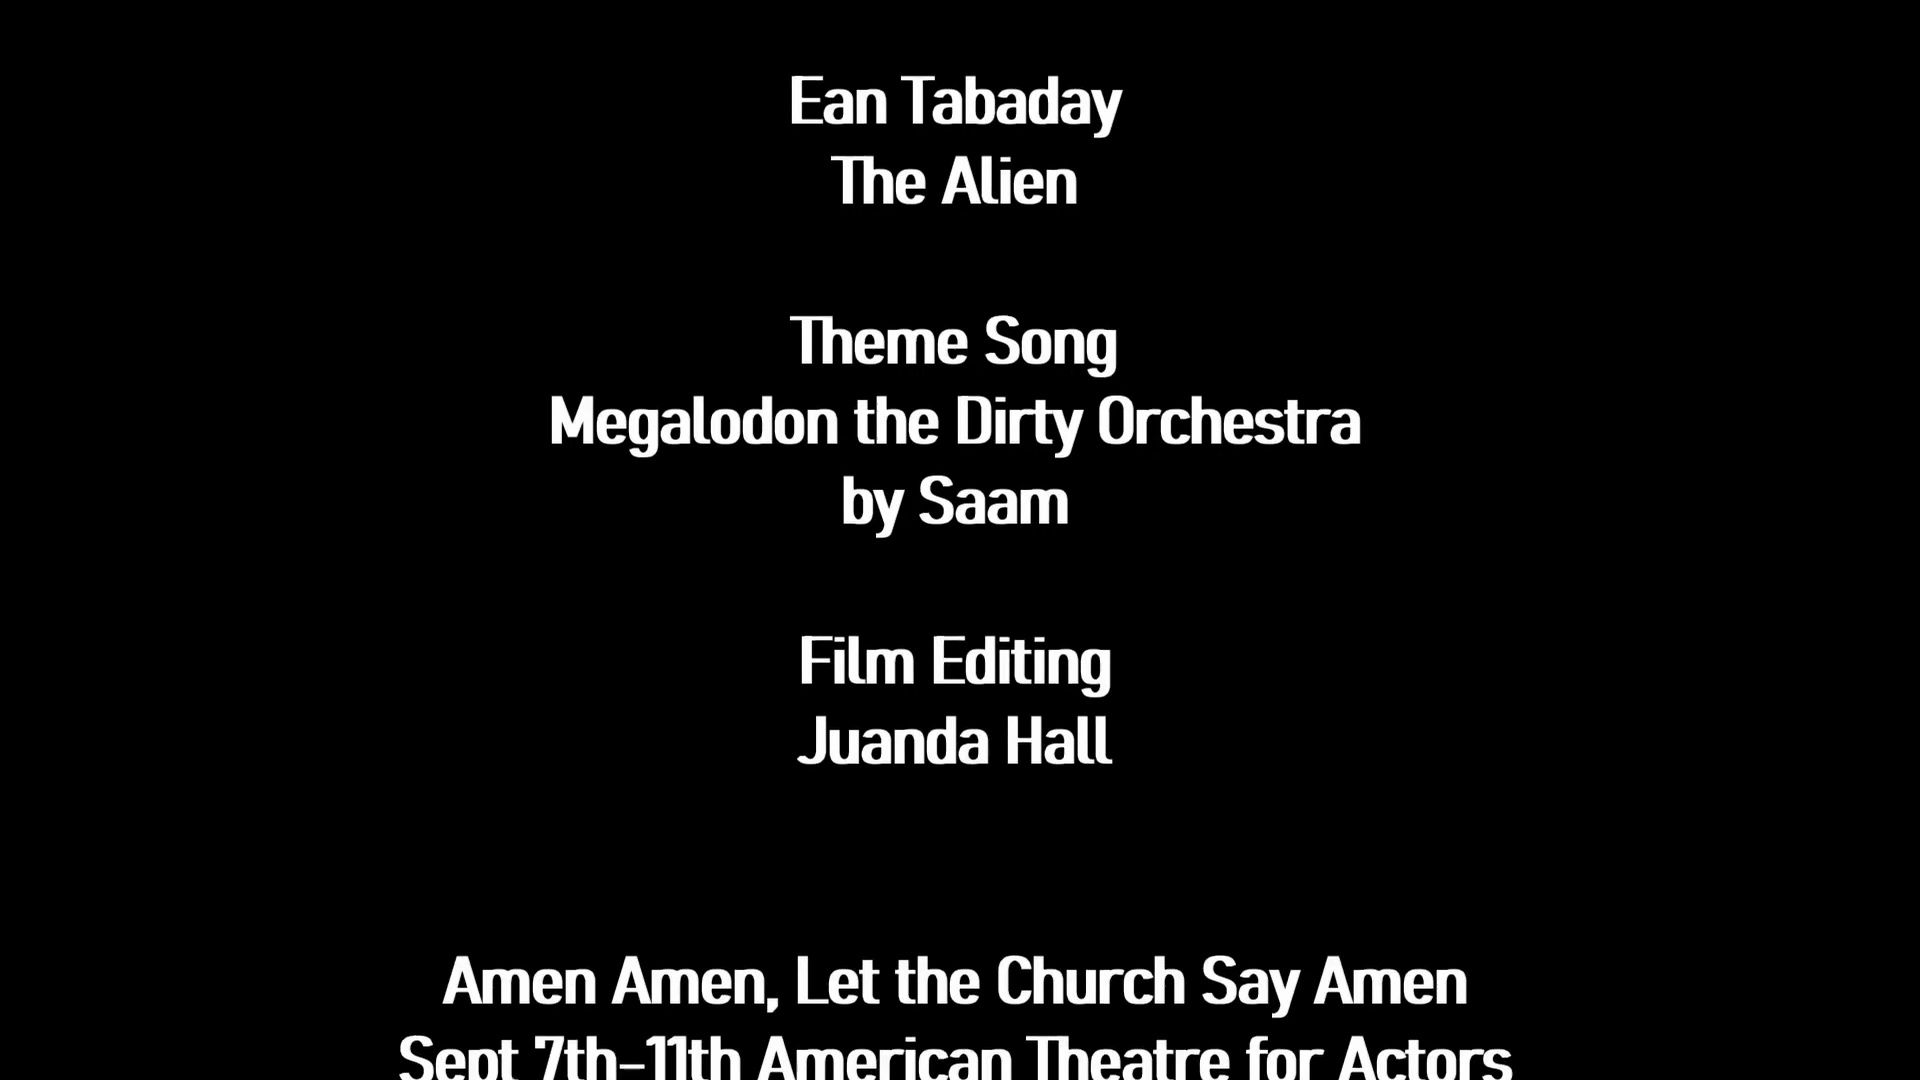 Ean Tabaday
The Alien
Theme Song
Megalodon the Dirty Orchestra
by Saam
Film Editing
Juanda Hall
Amen Amen, Let the Church Say Amen
Sept 7th-11th American Theatre for Actors